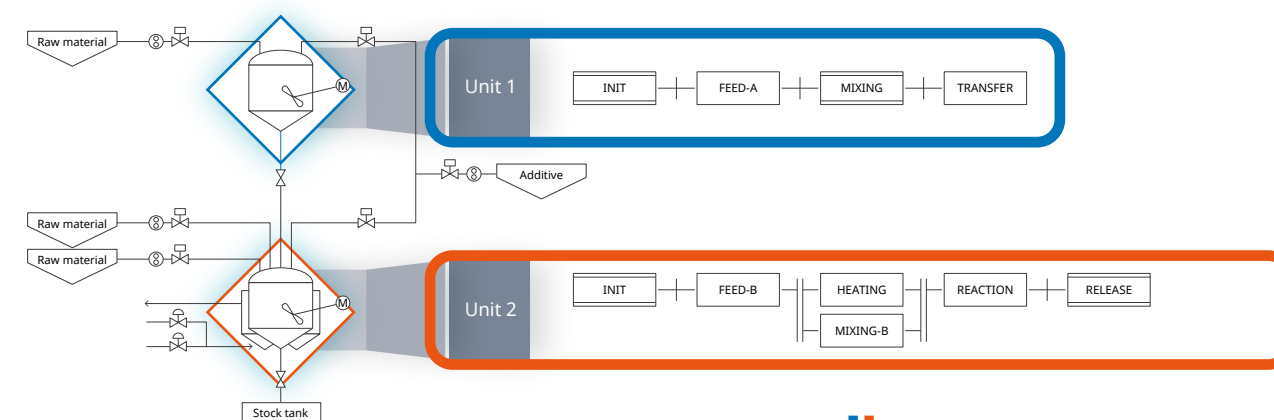 Raw material
M
Unit 1
INIT
FEED-A
MIXING
TRANSFER
Additive
Raw material
Raw material
M
Unit 2
INIT
FEED-B
HEATING
MIXING-B
REACTION
RELEASE
Stock tank